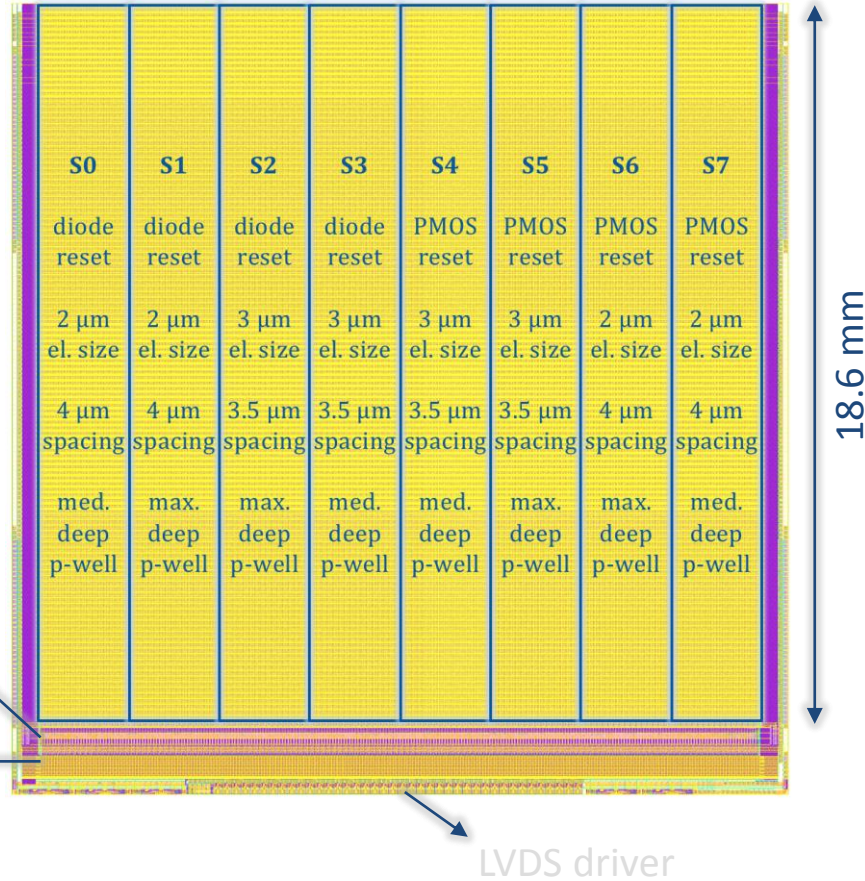 S0 S1 S2 S3 S4 S5 S6 S7
diode diode diode diode PMOS PMOS PMOS PMOS
reset reset reset reset reset reset reset reset
2 μm 2 μm 3 μm 3 μm 3 μm 3 μm 2 μm 2 μm
el. size el. size el. size el. size el. size el. size el. size el. size
4 μm 4 μm 3.5 μm 3.5 μm 3.5 μm 3.5 μm 4 μm 4 μm
spacing spacing spacing spacing spacing spacing spacing spacing
med. max. max. med. med. max. max. med.
deep deep deep deep deep deep deep deep
p-well p-well p-well p-well p-well p-well p-well p-well
18.6 mm
LVDS driver